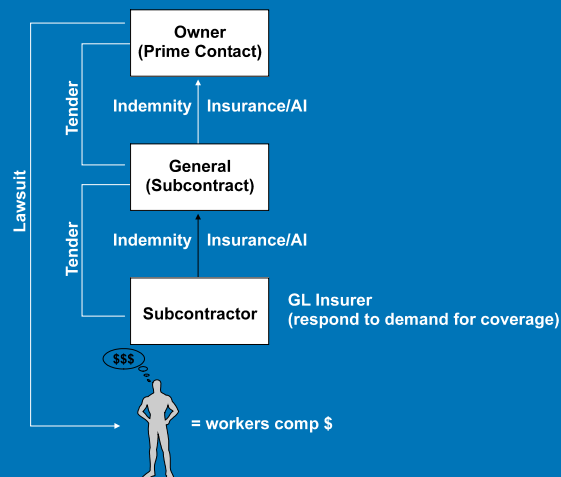 Owner
(Prime Contact)
Indemnity
Insurance/AI
Tender
General
(Subcontract)
Lawsuit
Indemnity
Insurance/AI
Tender
Subcontractor
GL Insurer
(respond to demand for coverage)
$$$
= workers comp $